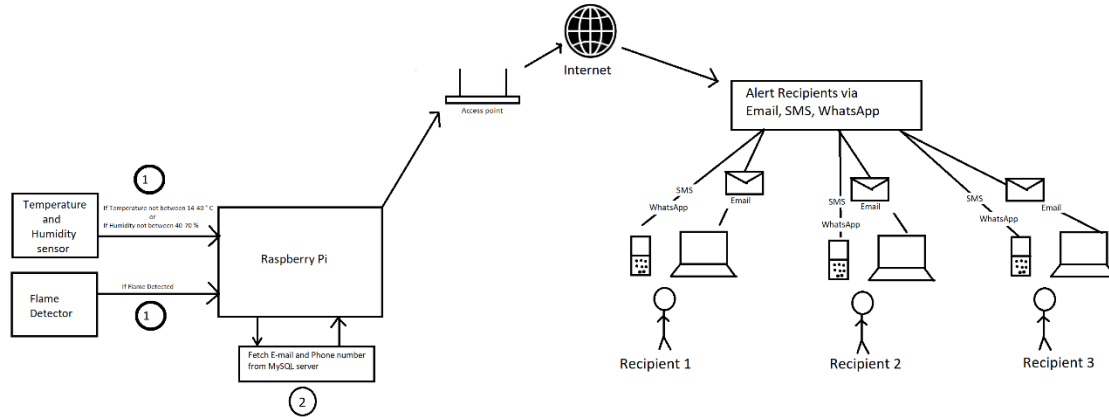 Internet
Access point
Alert Recipients via
Email, SMS, WhatsApp
1
Temperature
and
Humidity
sensor
If Temperature not between 14-40 ° C
or
If Humidity not between 40-70 %
Raspberry Pi
Flame
Detector
If Flame Detected
1
Fetch E-mail and Phone number
from MySQL server
2
SMS
WhatsApp
Email
SMS
WhatsApp
Email
SMS
WhatsApp
Email
Recipient 1
Recipient 2
Recipient 3